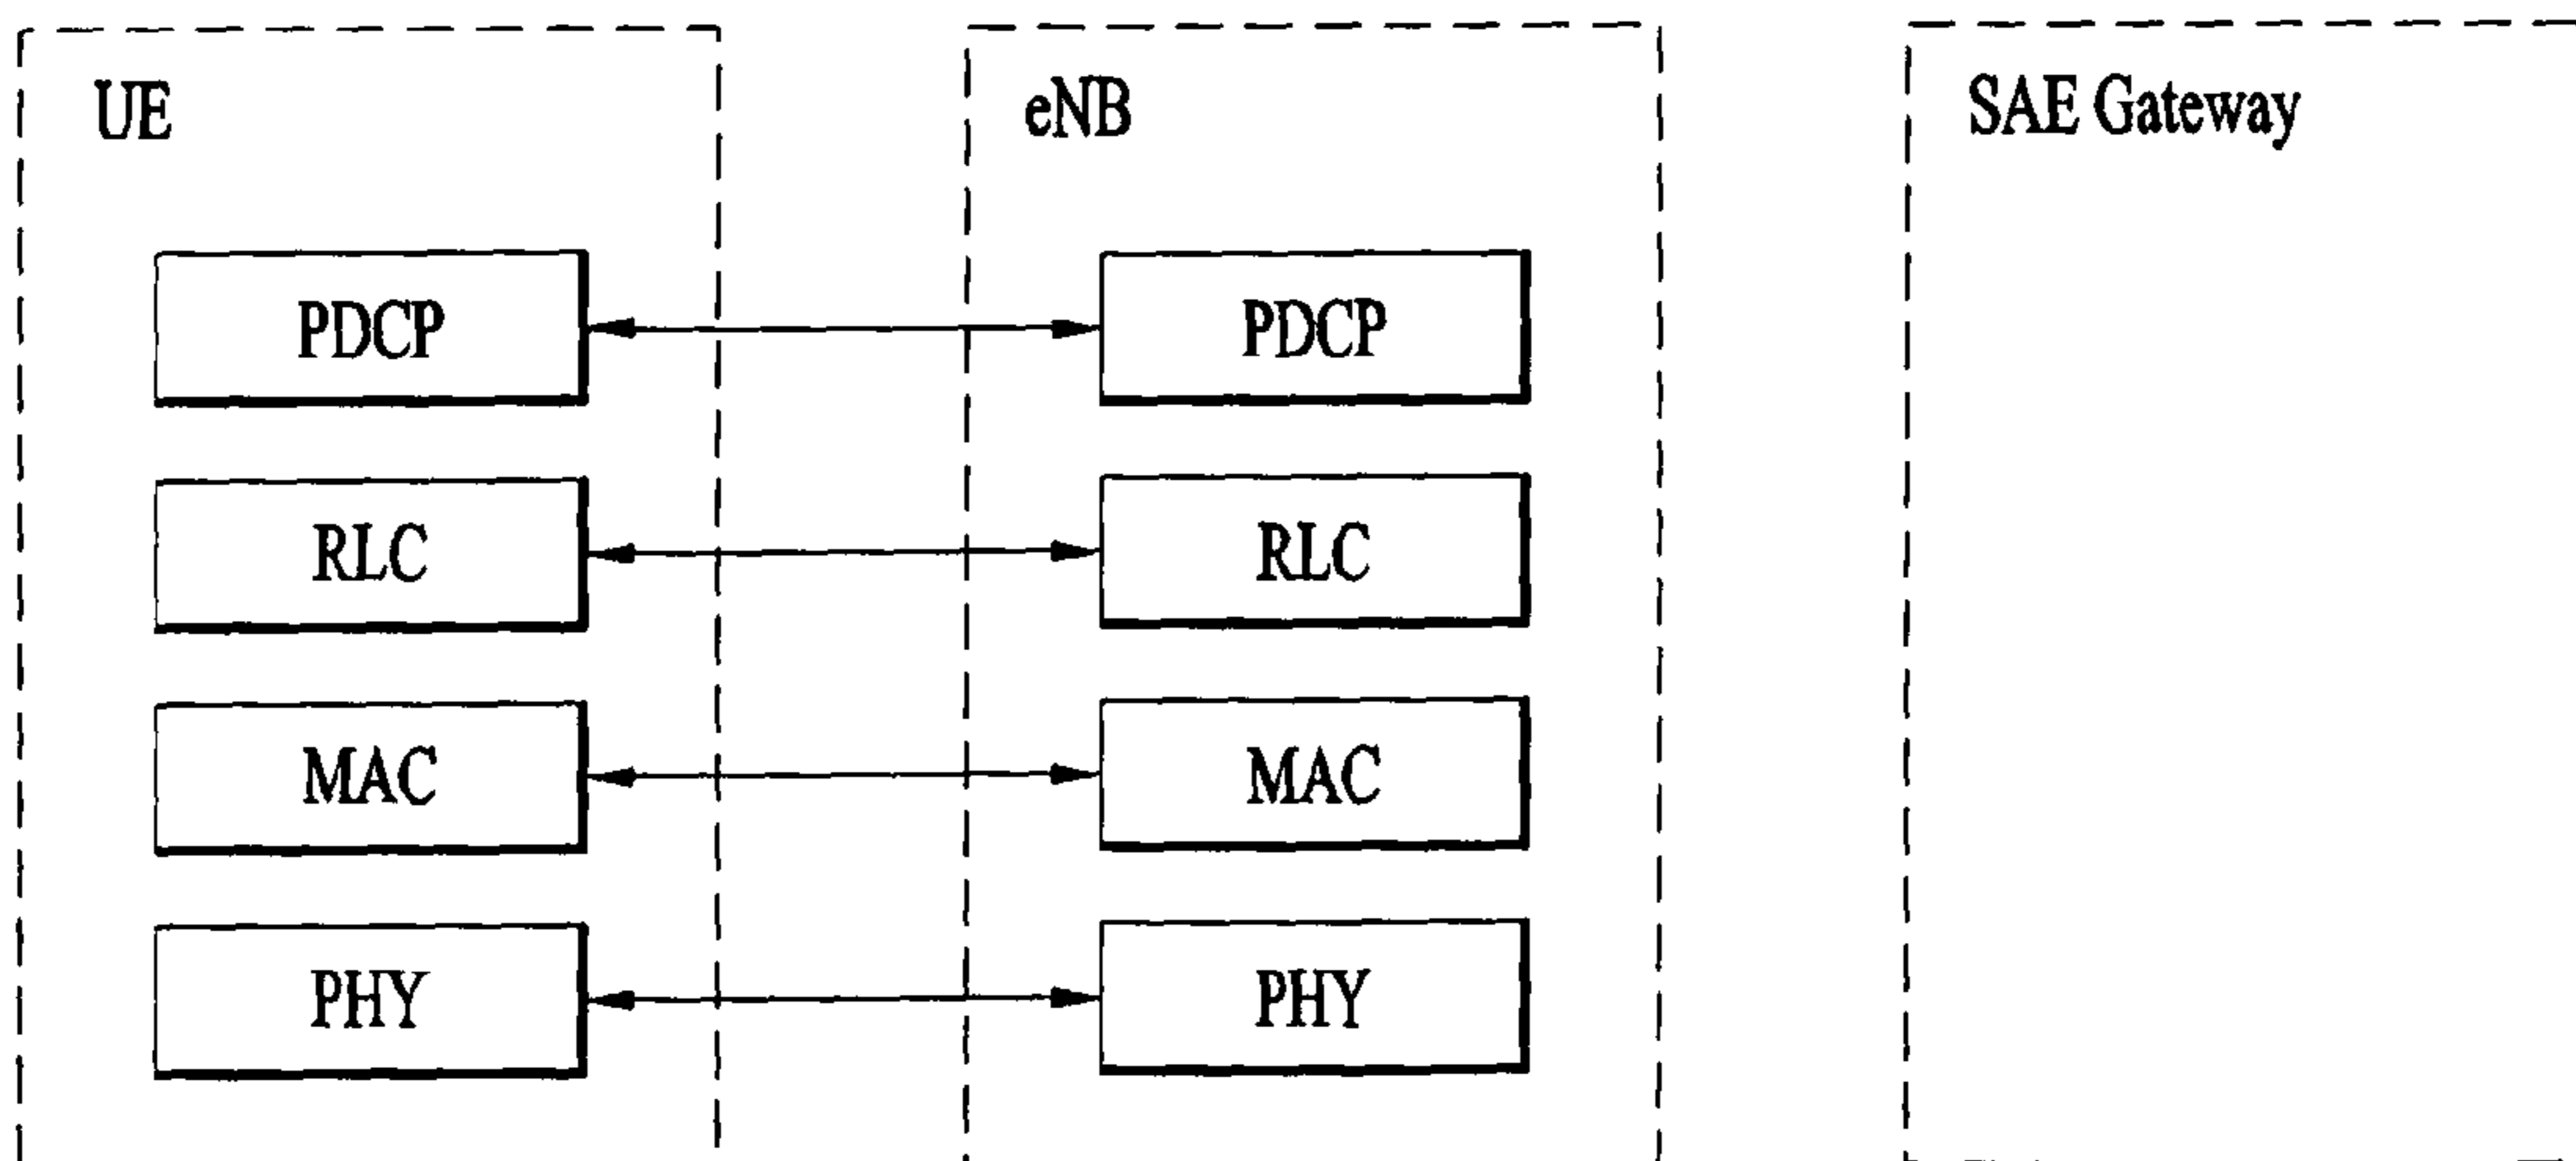 UE eNB SAE Gateway
PDCP PDCP
RLC RLC
MAC MAC
PHY PHY